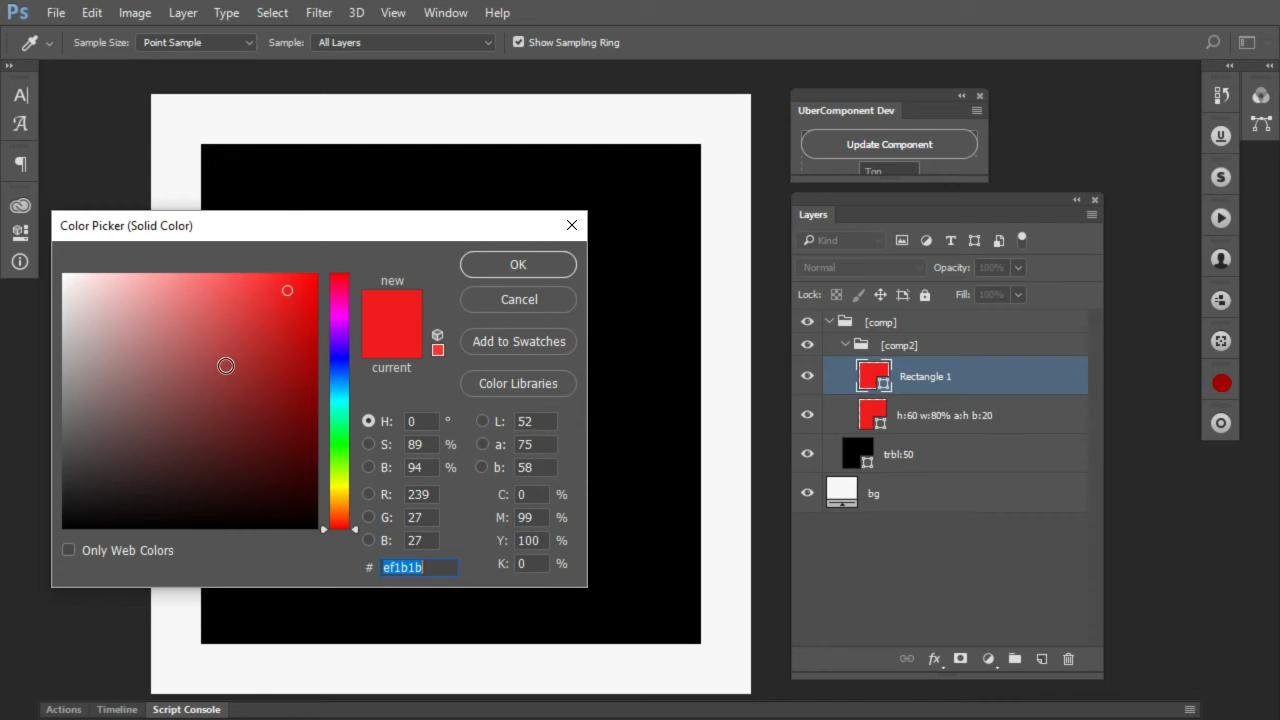 Ps File Edit Image Layer Type Select Filter 3D View Window Help
Sample Size: Point Sample Sample: All Layers Show Sampling Ring
UberComponent Dev
Update Component
Top
Color Picker (Solid Color)
new
current
OK
Cancel
Add to Swatches
Color Libraries
H: 0 ° L: 52
S: 89 % a: 75
B: 94 % b: 58
R: 239 C: 0 %
G: 27 M: 99 %
B: 27 Y: 100 %
# ef1b1b K: 0 %
Only Web Colors
Layers
Kind
Normal Opacity: 100%
Lock: Fill: 100%
[comp]
[comp2]
Rectangle 1
h:60 w:80% a:h b:20
trbl:50
bg
fx
Actions Timeline Script Console